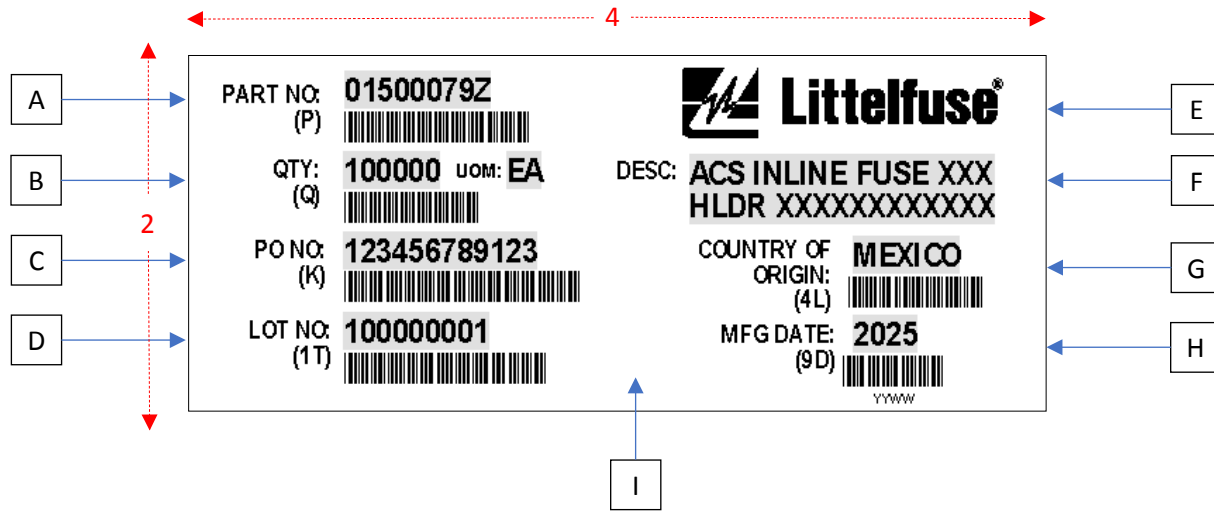 4
2
A
B
C
D
PART NO: 01500079Z
(P)
QTY: 100000 UOM: EA
(Q)
PO NO: 123456789123
(K)
LOT NO: 100000001
(1T)
Littelfuse®
DESC: ACS INLINE FUSE XXX
HLDR XXXXXXXXXXXX
COUNTRY OF MEXICO
ORIGIN:
(4L)
MFG DATE: 2025
(9D)
YYWW
E
F
G
H
I